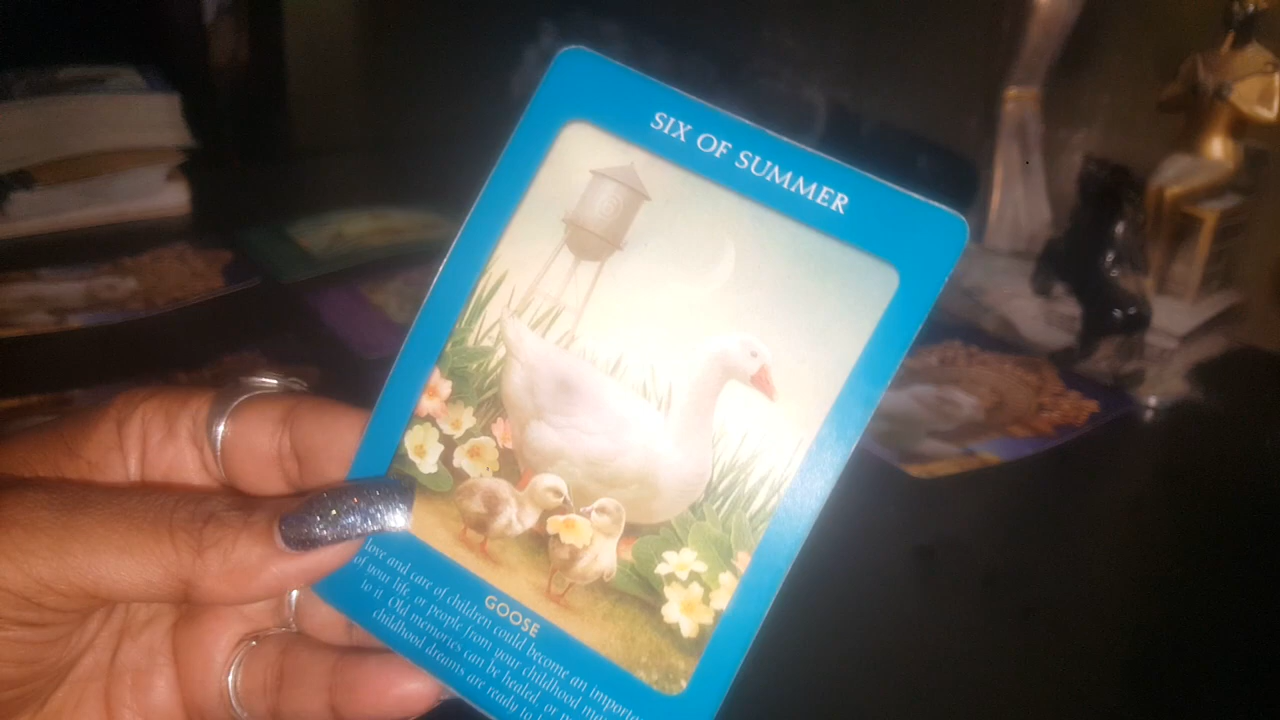 SIX OF SUMMER
GOOSE
love and care of children could become an importa
of your life, or people from your childhood may
to it. Old memories can be healed, or
childhood dreams are ready to